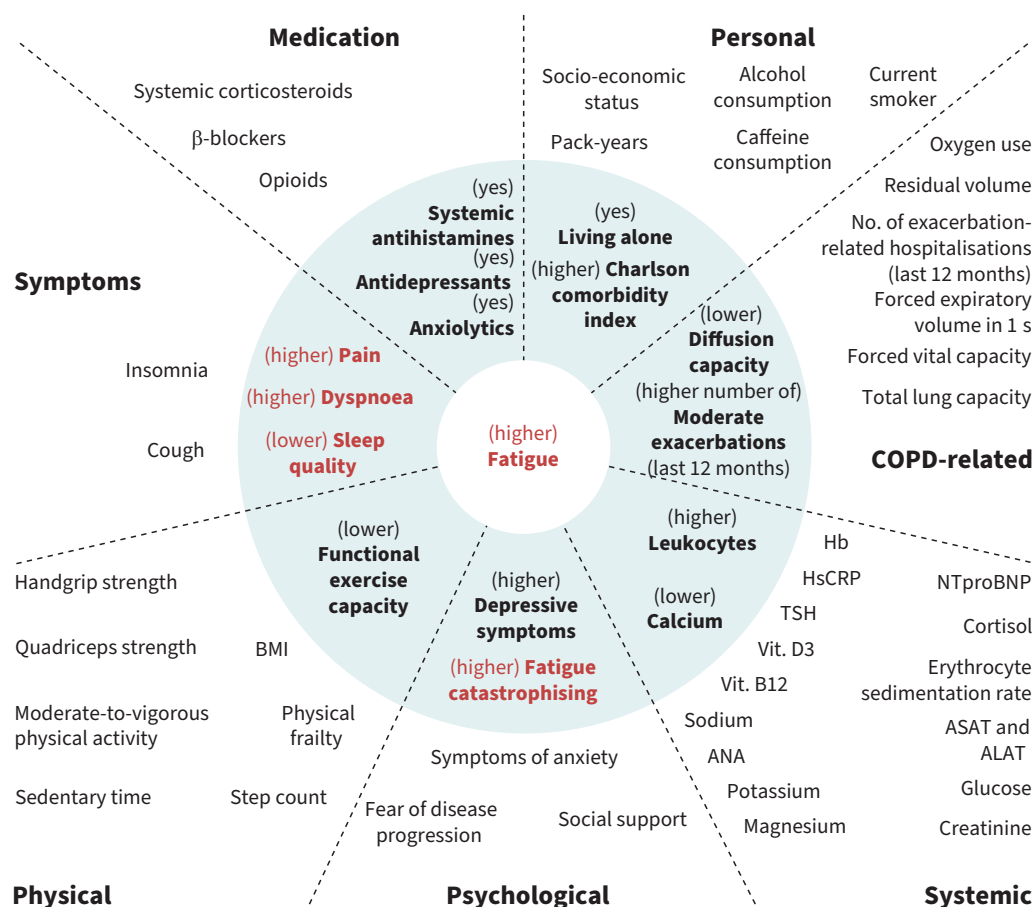 Medication
Systemic corticosteroids
β-blockers
Opioids
(yes)
Systemic
antihistamines
(yes)
Antidepressants
(yes)
Anxiolytics
Personal
Socio-economic
status
Alcohol
consumption
Current
smoker
Pack-years
Caffeine
consumption
(yes)
Living alone
(higher) Charlson
comorbidity
index
Oxygen use
Residual volume
No. of exacerbation-
related hospitalisations
(last 12 months)
Forced expiratory
volume in 1 s
Forced vital capacity
Total lung capacity
COPD-related
(lower)
Diffusion
capacity
(higher number of)
Moderate
exacerbations
(last 12 months)
Symptoms
Insomnia
Cough
(higher) Pain
(higher) Dyspnoea
(lower) Sleep
quality
(higher)
Fatigue
(lower)
Functional
exercise
capacity
Handgrip strength
Quadriceps strength
BMI
Moderate-to-vigorous
physical activity
Physical
frailty
Sedentary time
Step count
Physical
(higher)
Depressive
symptoms
(higher) Fatigue
catastrophising
Symptoms of anxiety
Fear of disease
progression
Social support
Psychological
(higher)
Leukocytes
(lower)
Calcium
Hb
HsCRP
TSH
Vit. D3
Vit. B12
Sodium
ANA
Potassium
Magnesium
NTproBNP
Cortisol
Erythrocyte
sedimentation rate
ASAT and
ALAT
Glucose
Creatinine
Systemic